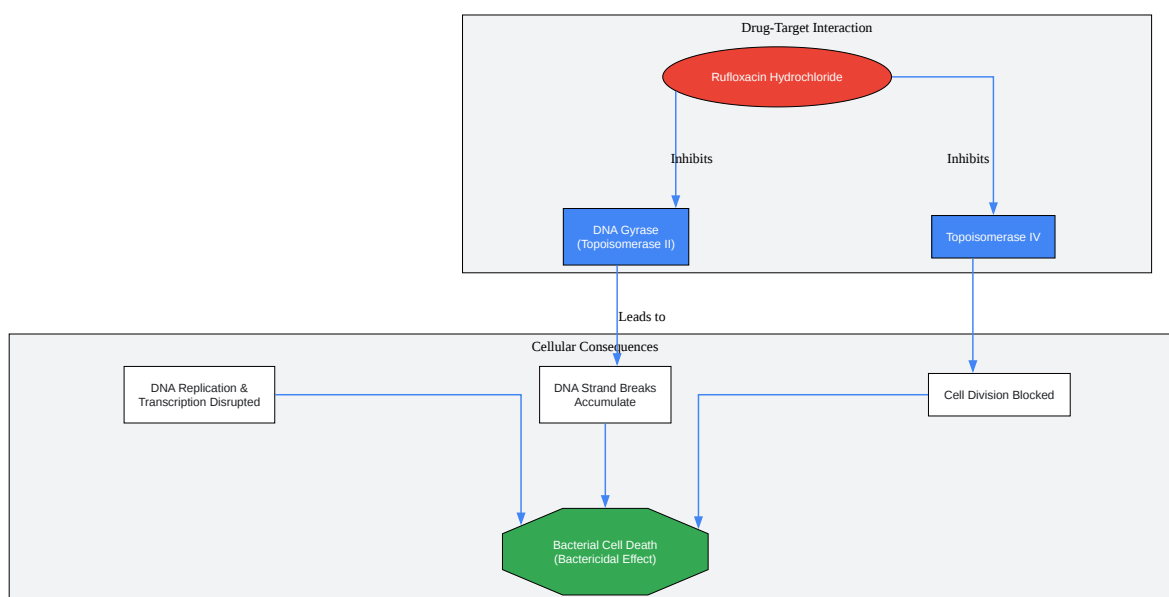 Drug-Target Interaction
Rufloxacin Hydrochloride
Inhibits
Inhibits
DNA Gyrase
(Topoisomerase II)
Topoisomerase IV
Leads to
Cellular Consequences
DNA Replication &
Transcription Disrupted
DNA Strand Breaks
Accumulate
Cell Division Blocked
Bacterial Cell Death
(Bactericidal Effect)